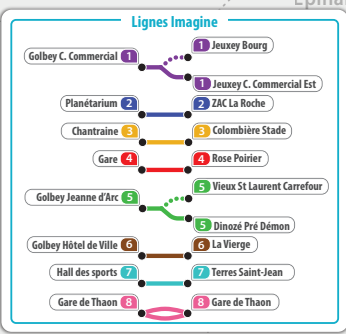 Epina
Lignes Imagine
Golbey C. Commercial 1
1 Jeuxey Bourg
1 Jeuxey C. Commercial Est
Planétarium 2
2 ZAC La Roche
Chantraine 3
3 Colombière Stade
Gare 4
4 Rose Poirier
Golbey Jeanne d'Arc 5
5 Vieux St Laurent Carrefour
5 Dinozé Pré Démon
Golbey Hôtel de Ville 6
6 La Vierge
Hall des sports 7
7 Terres Saint-Jean
Gare de Thaon 8
8 Gare de Thaon